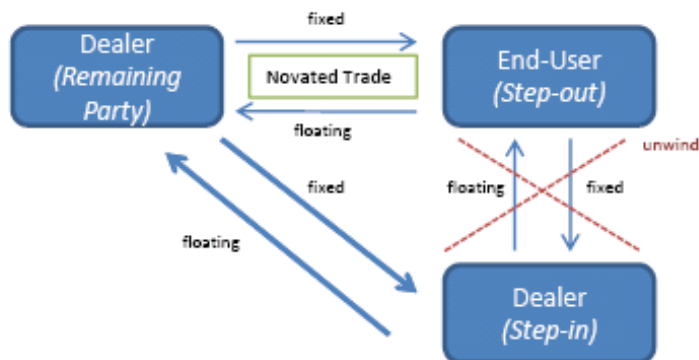 fixed
Dealer
(Remaining
Party)
Novated Trade
End-User
(Step-out)
floating
unwind
fixed
floating
fixed
floating
Dealer
(Step-in)